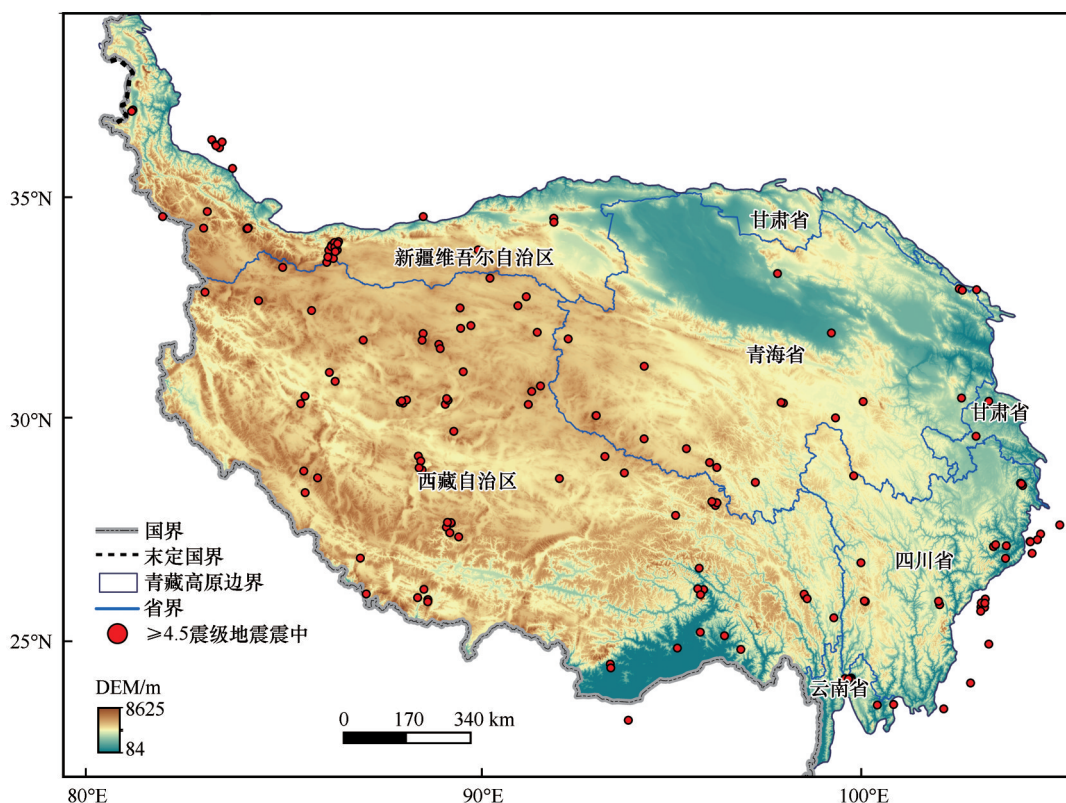 35°N
30°N
25°N
80°E
90°E
100°E
甘肃省
新疆维吾尔自治区
青海省
甘肃省
西藏自治区
四川省
云南省
国界
末定国界
青藏高原边界
省界
≥4.5震级地震震中
DEM/m
8625
84
0 170 340 km